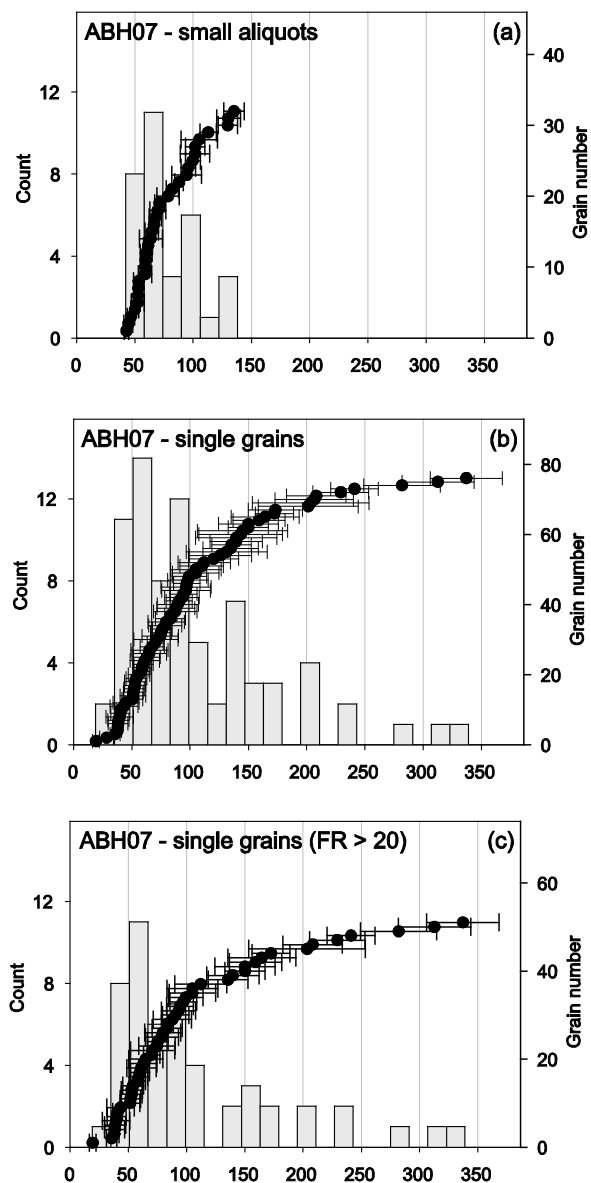 ABH07 - small aliquots (a)
40
12
30
8
Count
20
Grain number
4
10
0
0
0 50 100 150 200 250 300 350
ABH07 - single grains (b)
80
12
60
8
Count
40
Grain number
4
20
0
0
0 50 100 150 200 250 300 350
ABH07 - single grains (FR > 20) (c)
60
12
40
8
Count
Grain number
4
20
0
0
0 50 100 150 200 250 300 350